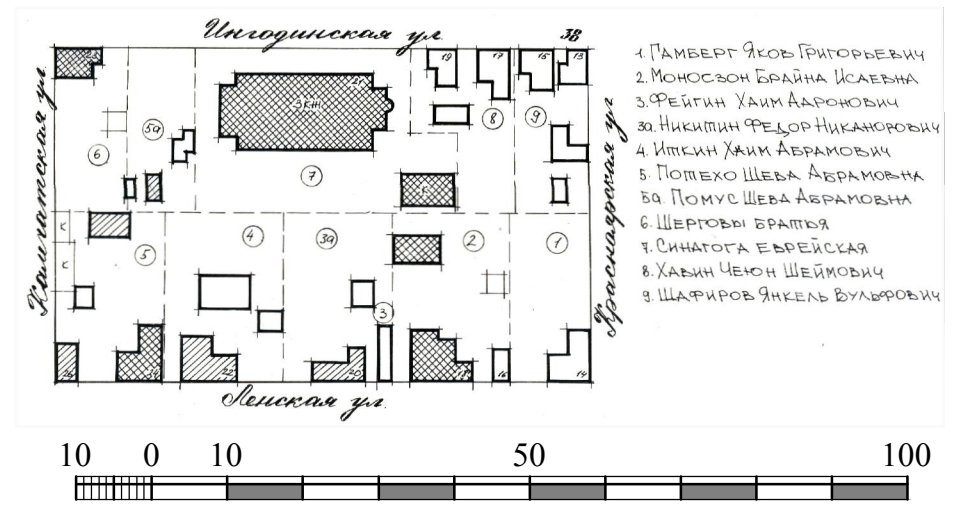 Ингодинская ул.
38
Камчатская ул.
Красноярская ул
Ленская ул.
19
17
15
13
3КЖ
5а
8
9
6
7
К
К
С
5
4
3а
2
1
3
22
20
18
16
14
1. ГАМБЕРГ ЯКОВ ГРИГОРЬЕВИЧ
2. МОНОСЗОН БРАЙНА ИСАЕВНА
3. ФЕЙГИН ХАИМ ААРОНОВИЧ
3а. НИКИТИН ФЕДОР НИКАНОРОВИЧ
4. ИТКИН ХАИМ АБРАМОВИЧ
5. ПОТЕХО ШЕВА АБРАМОВНА
5а. ПОМУС ШЕВА АБРАМОВНА
6. ШЕРГОВЫ БРАТЬЯ
7. СИНАГОГА ЕВРЕЙСКАЯ
8. ХАВИН ЧЕЮН ШЕЙМОВИЧ
9. ШАФИРОВ ЯНКЕЛЬ ВУЛЬФОВИЧ
10 0 10 50 100